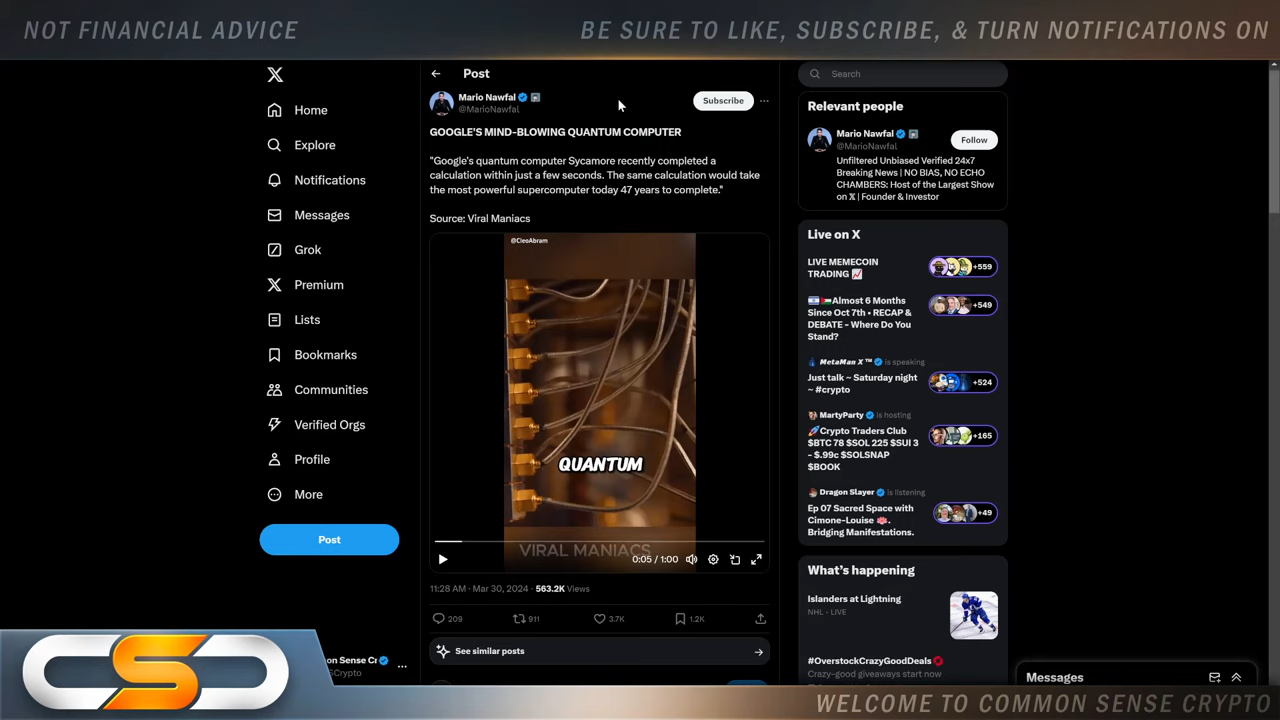 NOT FINANCIAL ADVICE
BE SURE TO LIKE, SUBSCRIBE, & TURN NOTIFICATIONS ON
Home
Explore
Notifications
Messages
Grok
Premium
Lists
Bookmarks
Communities
Verified Orgs
Profile
More
Post
on Sense Cr
SCrypto
Post
Mario Nawfal
@MarioNawfal
Subscribe
GOOGLE'S MIND-BLOWING QUANTUM COMPUTER
"Google's quantum computer Sycamore recently completed a
calculation within just a few seconds. The same calculation would take
the most powerful supercomputer today 47 years to complete."
Source: Viral Maniacs
@CleoAbram
QUANTUM
VIRAL MANIACS
0:05 / 1:00
11:28 AM · Mar 30, 2024 · 563.2K Views
209
911
3.7K
1.2K
See similar posts
Search
Relevant people
Mario Nawfal
@MarioNawfal
Follow
Unfiltered Unbiased Verified 24x7
Breaking News | NO BIAS, NO ECHO
CHAMBERS: Host of the Largest Show
on 𝕏 | Founder & Investor
Live on X
LIVE MEMECOIN
TRADING 📈
+559
🇮🇱🇵🇸Almost 6 Months
Since Oct 7th • RECAP &
DEBATE - Where Do You
Stand?
+549
MetaMan X ™ is speaking
Just talk ~ Saturday night
~ #crypto
+524
MartyParty is hosting
🚀Crypto Traders Club
$BTC 78 $SOL 225 $SUI 3
- $.99c $SOLSNAP
$BOOK
+165
Dragon Slayer is listening
Ep 07 Sacred Space with
Cimone-Louise 🪷.
Bridging Manifestations.
+49
What's happening
Islanders at Lightning
NHL · LIVE
#OverstockCrazyGoodDeals
Crazy-good giveaways start now
Messages
CSC
WELCOME TO COMMON SENSE CRYPTO